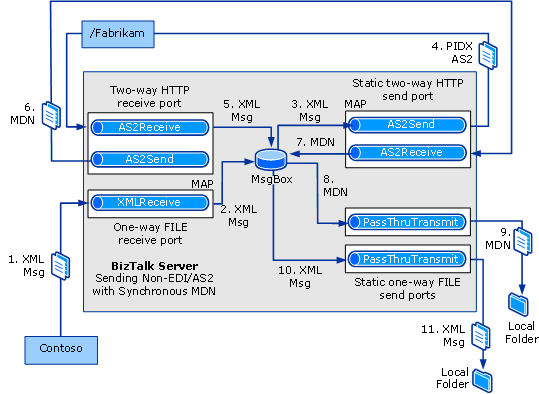 /Fabrikam
4. PIDX
AS2
Two-way HTTP
receive port
Static two-way HTTP
send port
6.
MDN
5. XML
Msg
3. XML
Msg
MAP
AS2Receive
AS2Send
7. MDN
AS2Send
AS2Receive
MsgBox
MAP
8.
MDN
XMLReceive
2. XML
Msg
One-way FILE
receive port
PassThruTransmit
9.
MDN
1. XML
Msg
BizTalk Server
Sending Non-EDI/AS2
with Synchronous MDN
10. XML
Msg
PassThruTransmit
Static one-way FILE
send ports
Local
Folder
11. XML
Msg
Contoso
Local
Folder